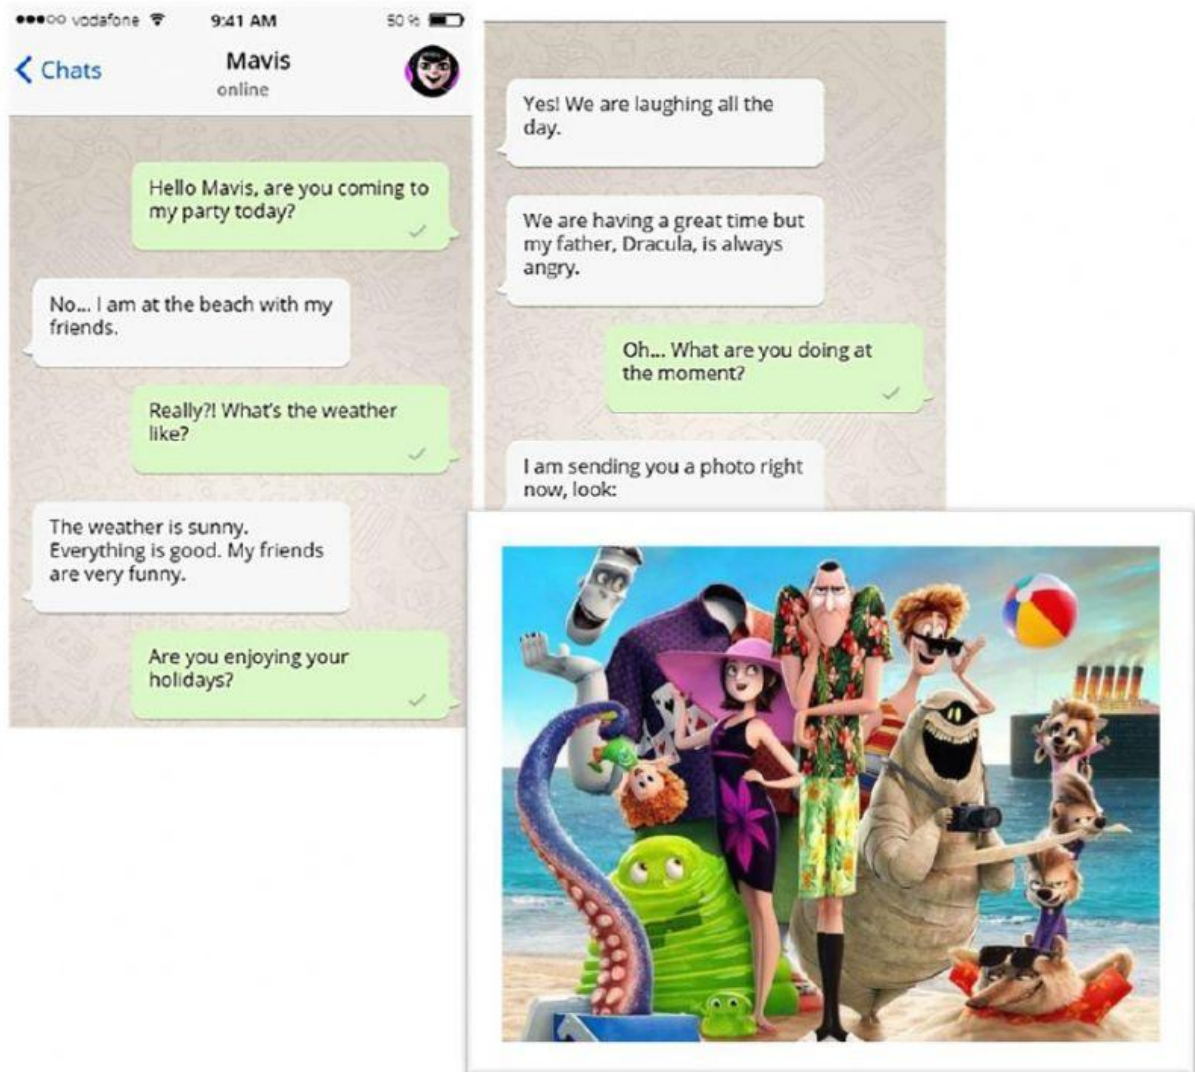 vodafone
9:41 AM
50 %
Chats
Mavis
online
Hello Mavis, are you coming to
my party today?
No... I am at the beach with my
friends.
Really?! What's the weather
like?
The weather is sunny.
Everything is good. My friends
are very funny.
Are you enjoying your
holidays?
Yes! We are laughing all the
day.
We are having a great time but
my father, Dracula, is always
angry.
Oh... What are you doing at
the moment?
I am sending you a photo right
now, look: